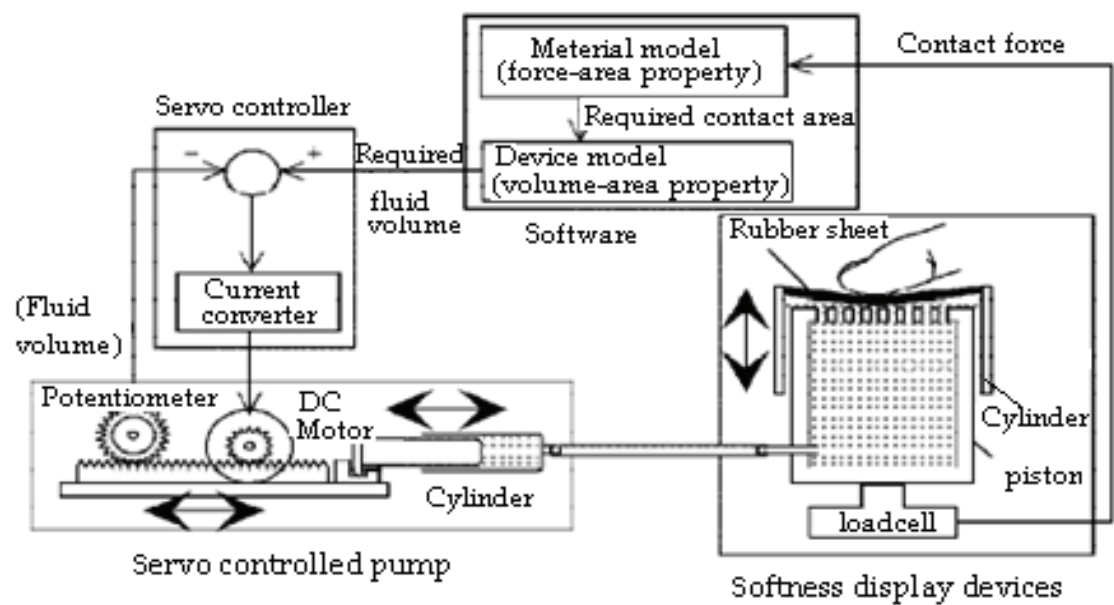 Meterial model
(force-area property)
Contact force
Required contact area
Servo controller
−
+
Required
fluid
volume
Device model
(volume-area property)
Software
Current
converter
(Fluid
volume)
Rubber sheet
Potentiometer
DC
Motor
Cylinder
Cylinder
piston
loadcell
Servo controlled pump
Softness display devices